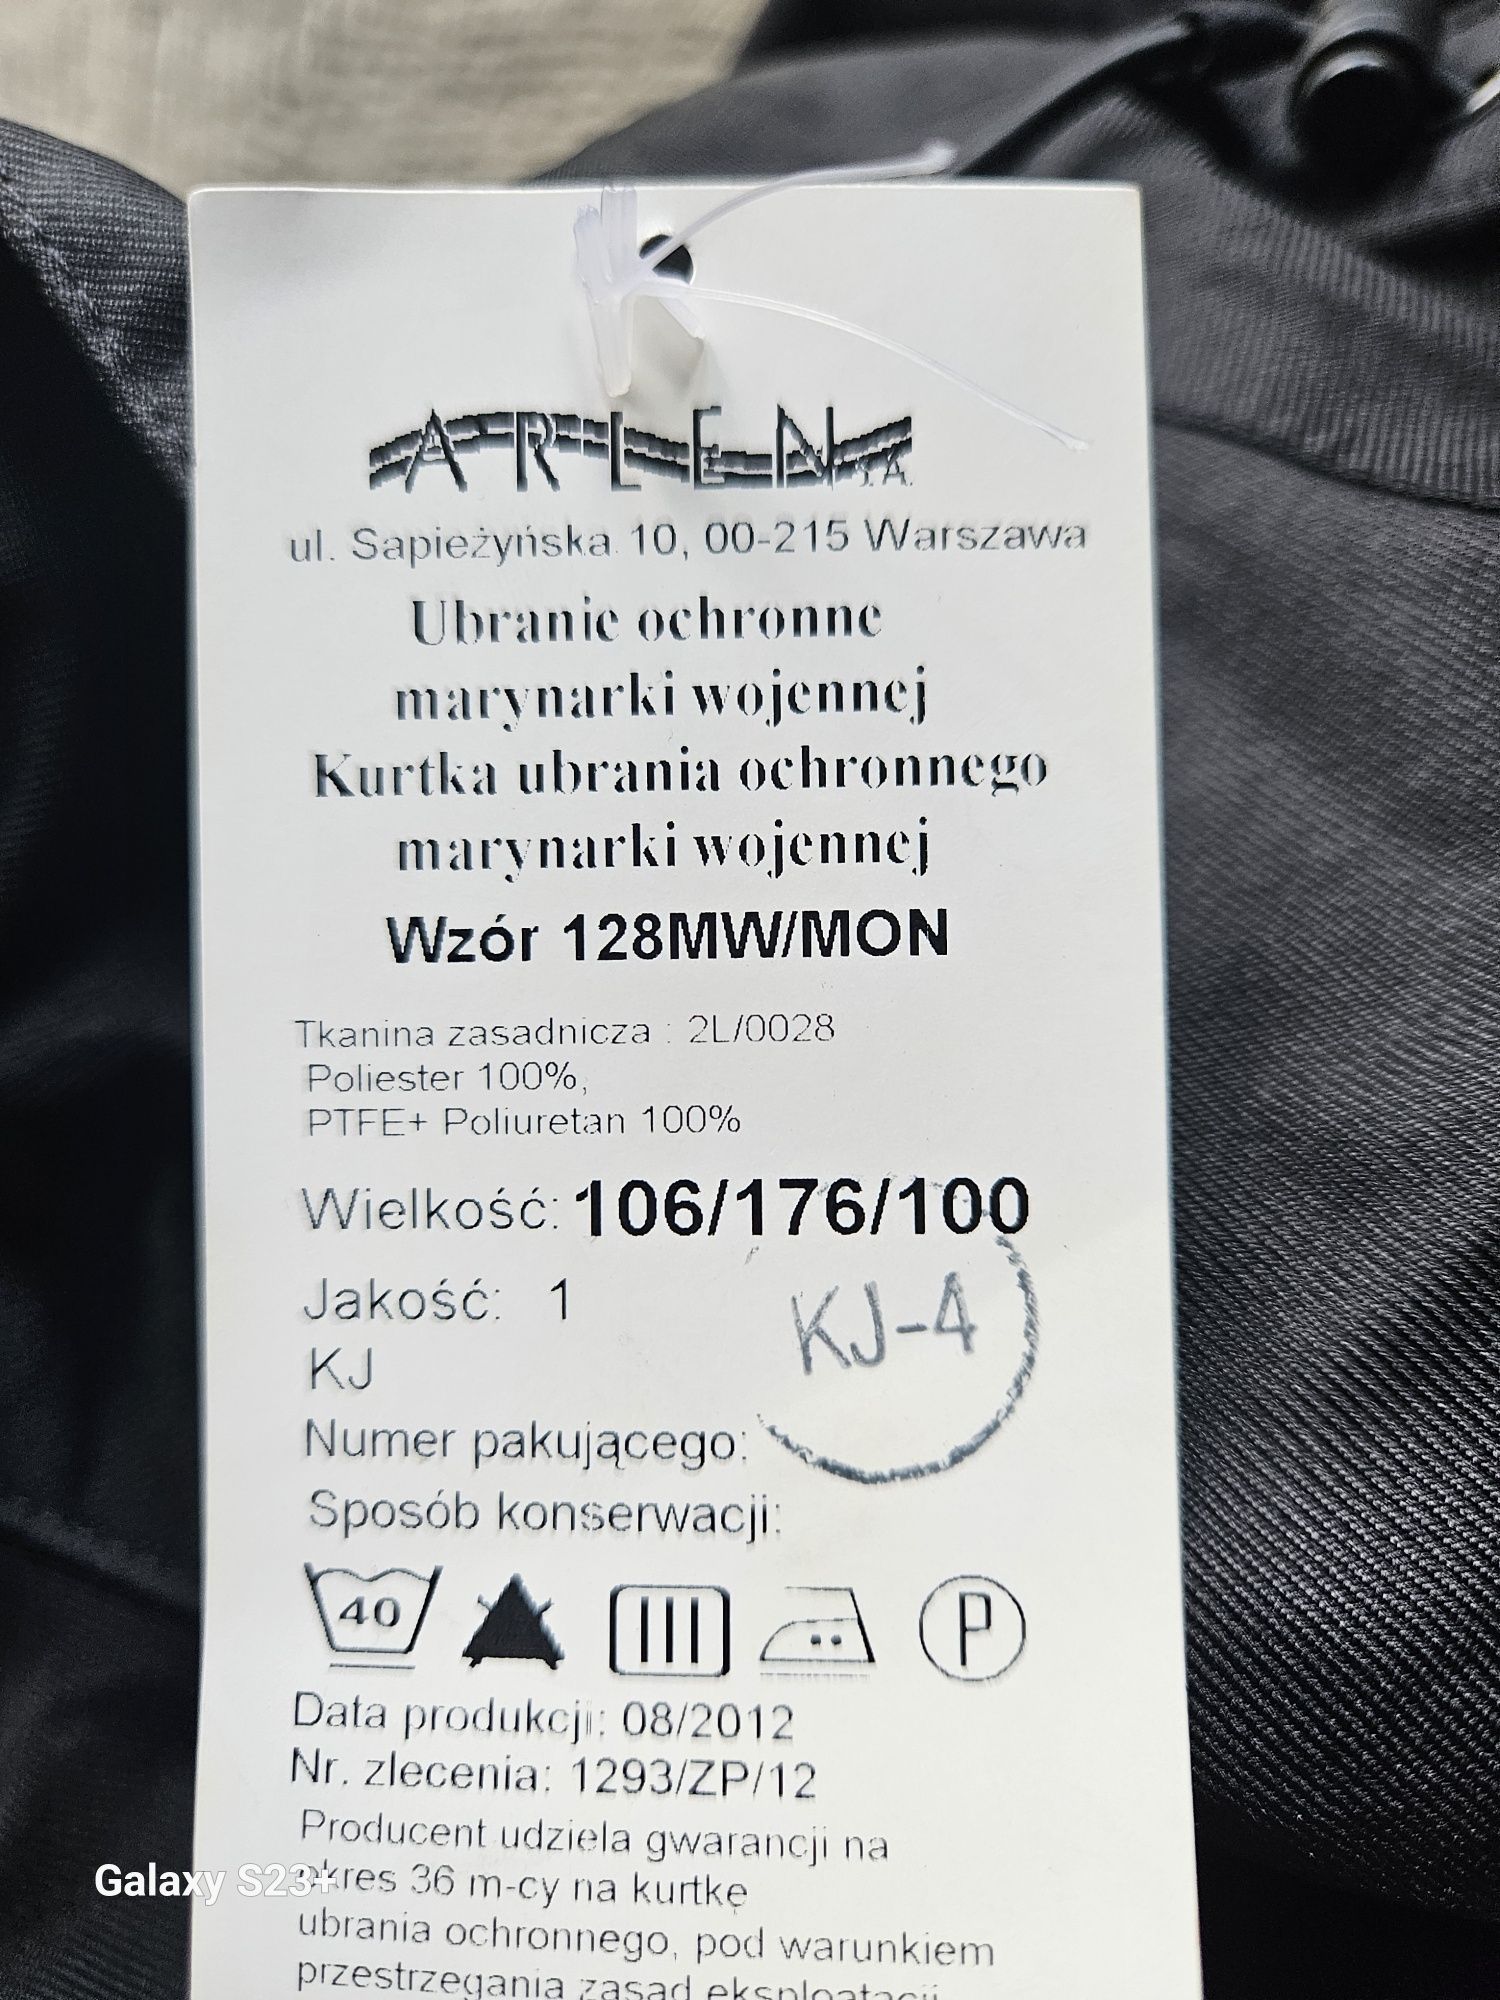 ARLEN S.A.
ul. Sapieżyńska 10, 00-215 Warszawa
Ubranie ochronne
marynarki wojennej
Kurtka ubrania ochronnego
marynarki wojennej
Wzór 128MW/MON
Tkanina zasadnicza : 2L/0028
Poliester 100%,
PTFE+ Poliuretan 100%
Wielkość: 106/176/100
Jakość: 1
KJ-4
KJ
Numer pakującego:
Sposób konserwacji:
40 P
Data produkcji: 08/2012
Nr. zlecenia: 1293/ZP/12
Producent udziela gwarancji na
okres 36 m-cy na kurtkę
ubrania ochronnego, pod warunkiem
przestrzegania zasad eksploatacji
Galaxy S23+